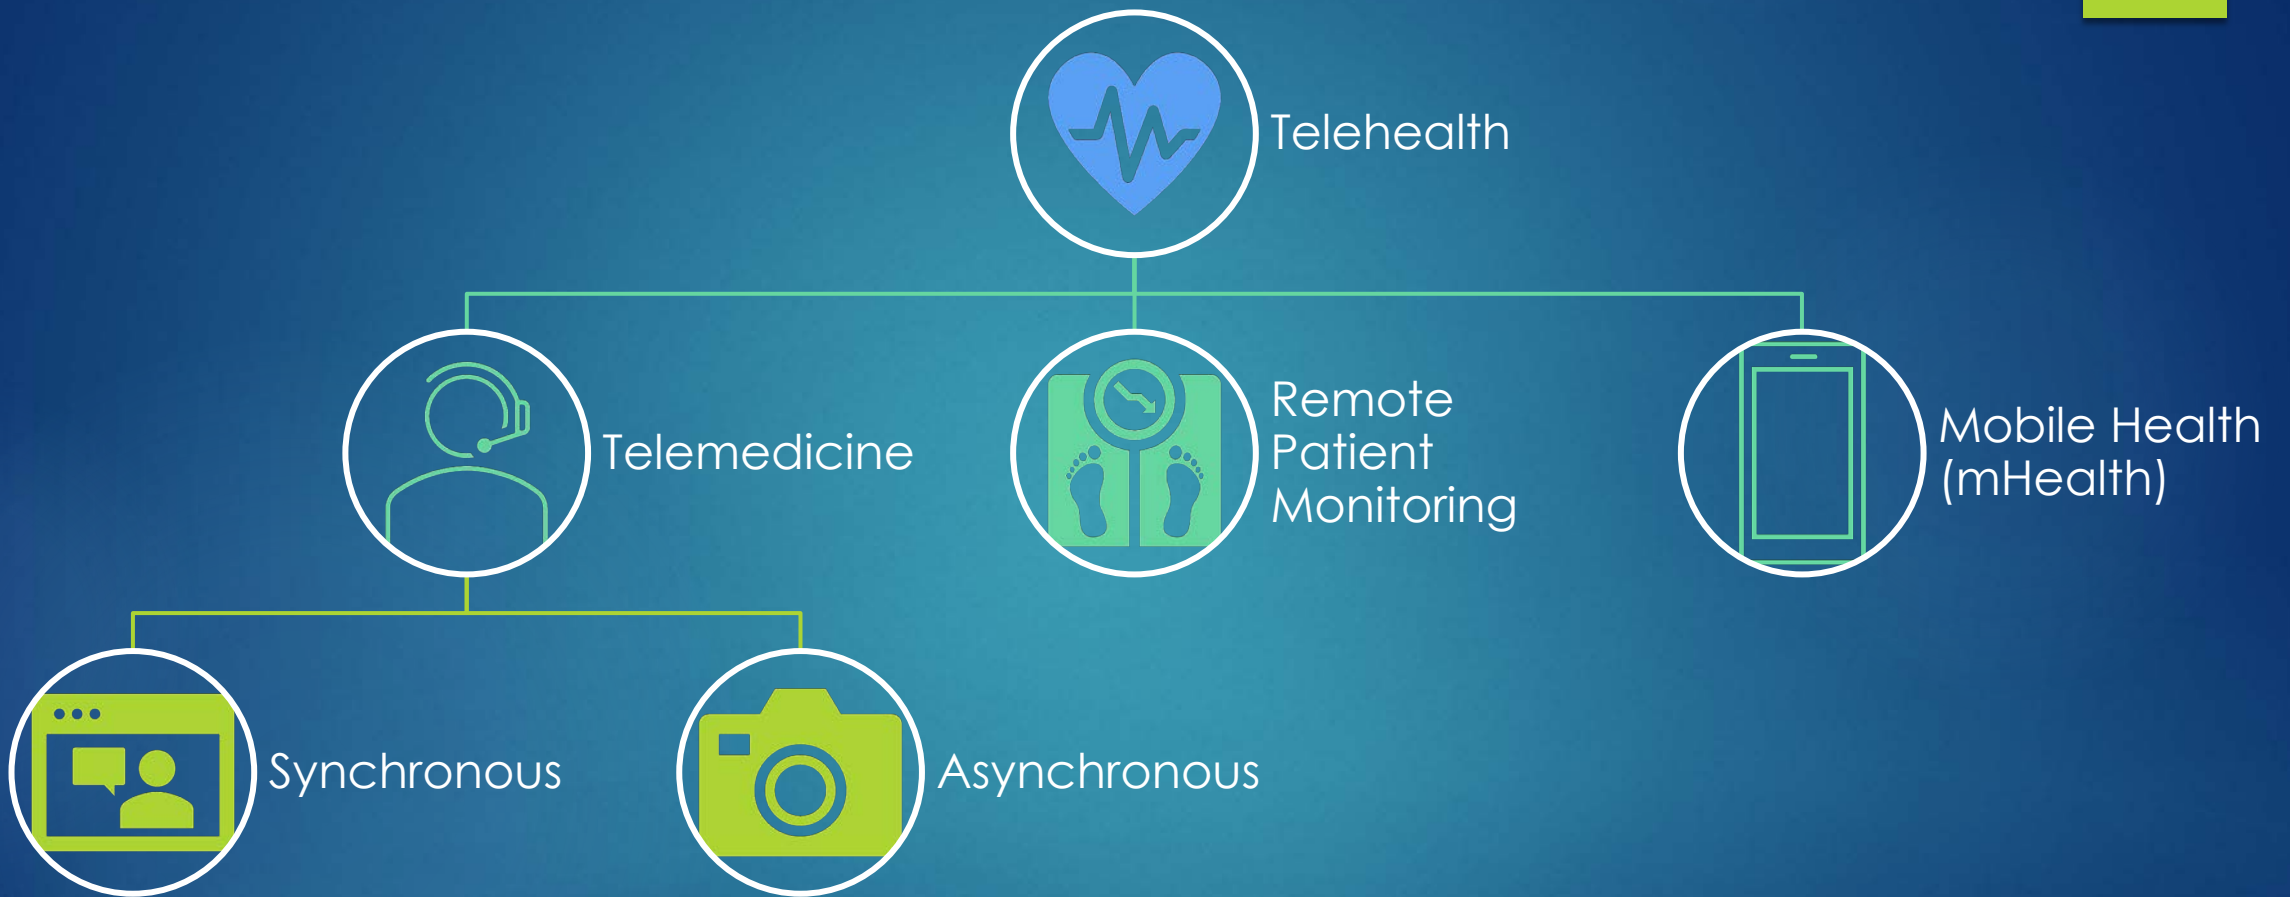 Telehealth
Telemedicine
Remote
Patient
Monitoring
Mobile Health
(mHealth)
Synchronous
Asynchronous